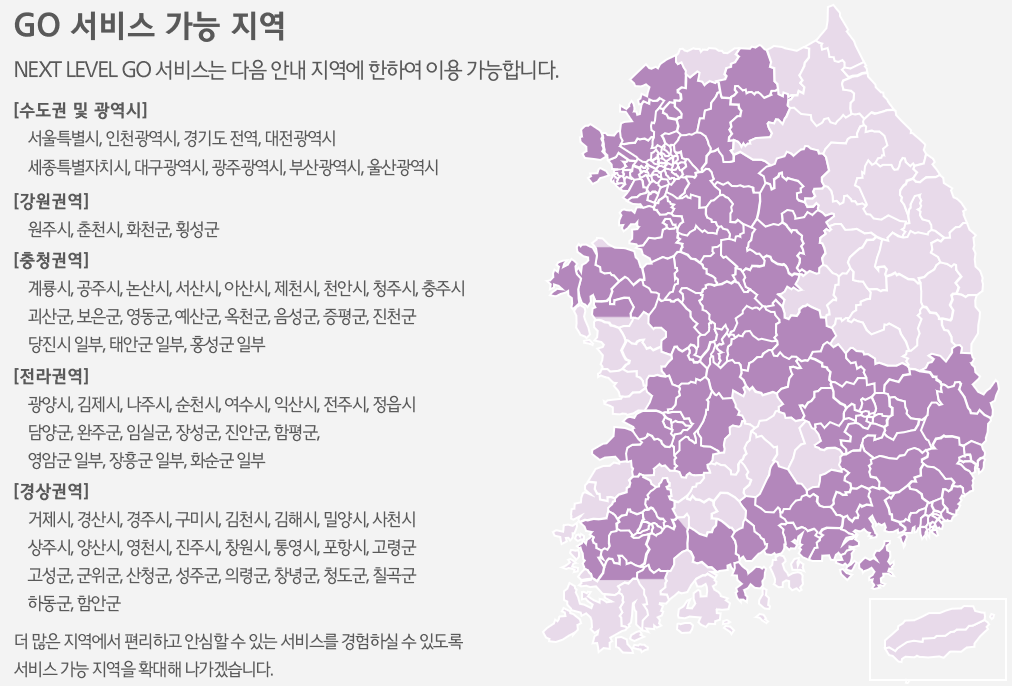 GO 서비스 가능 지역
NEXT LEVEL GO 서비스는 다음 안내 지역에 한하여 이용 가능합니다.
[수도권 및 광역시]
서울특별시, 인천광역시, 경기도 전역, 대전광역시
세종특별자치시, 대구광역시, 광주광역시, 부산광역시, 울산광역시
[강원권역]
원주시, 춘천시, 화천군, 횡성군
[충청권역]
계룡시, 공주시, 논산시, 서산시, 아산시, 제천시, 천안시, 청주시, 충주시
괴산군, 보은군, 영동군, 예산군, 옥천군, 음성군, 증평군, 진천군
당진시 일부, 태안군 일부, 홍성군 일부
[전라권역]
광양시, 김제시, 나주시, 순천시, 여수시, 익산시, 전주시, 정읍시
담양군, 완주군, 임실군, 장성군, 진안군, 함평군,
영암군 일부, 장흥군 일부, 화순군 일부
[경상권역]
거제시, 경산시, 경주시, 구미시, 김천시, 김해시, 밀양시, 사천시
상주시, 양산시, 영천시, 진주시, 창원시, 통영시, 포항시, 고령군
고성군, 군위군, 산청군, 성주군, 의령군, 창녕군, 청도군, 칠곡군
하동군, 함안군
더 많은 지역에서 편리하고 안심할 수 있는 서비스를 경험하실 수 있도록
서비스 가능 지역을 확대해 나가겠습니다.